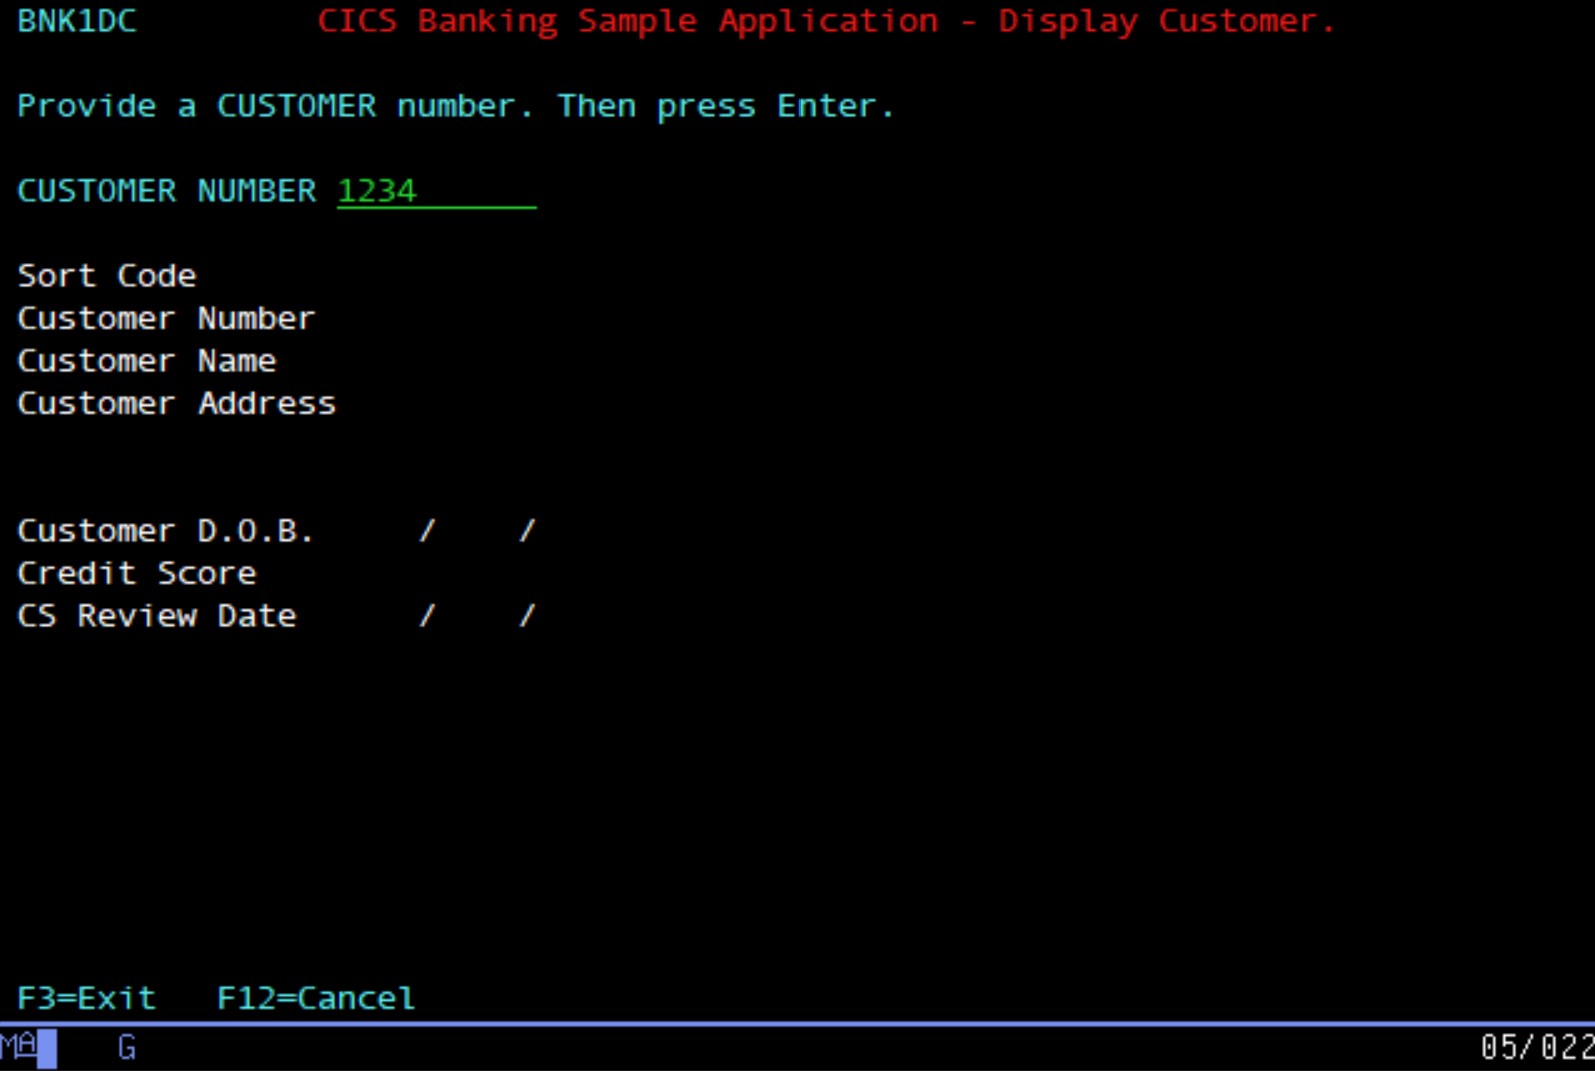 BNK1DC CICS Banking Sample Application - Display Customer.
Provide a CUSTOMER number. Then press Enter.
CUSTOMER NUMBER 1234
Sort Code
Customer Number
Customer Name
Customer Address
Customer D.O.B. / /
Credit Score
CS Review Date / /
F3=Exit F12=Cancel
MA G 05/022